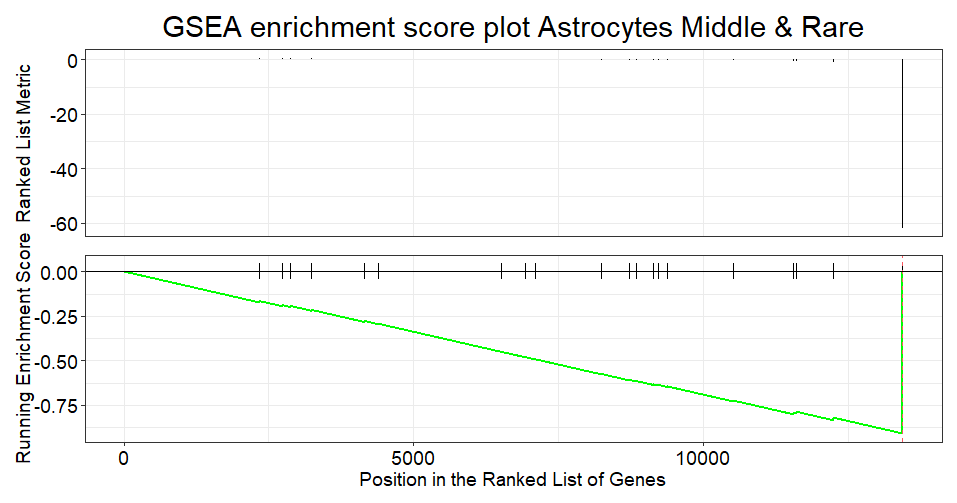 GSEA enrichment score plot Astrocytes Middle & Rare
Ranked List Metric
0
-20
-40
-60
Running Enrichment Score
0.00
-0.25
-0.50
-0.75
0 5000 10000
Position in the Ranked List of Genes